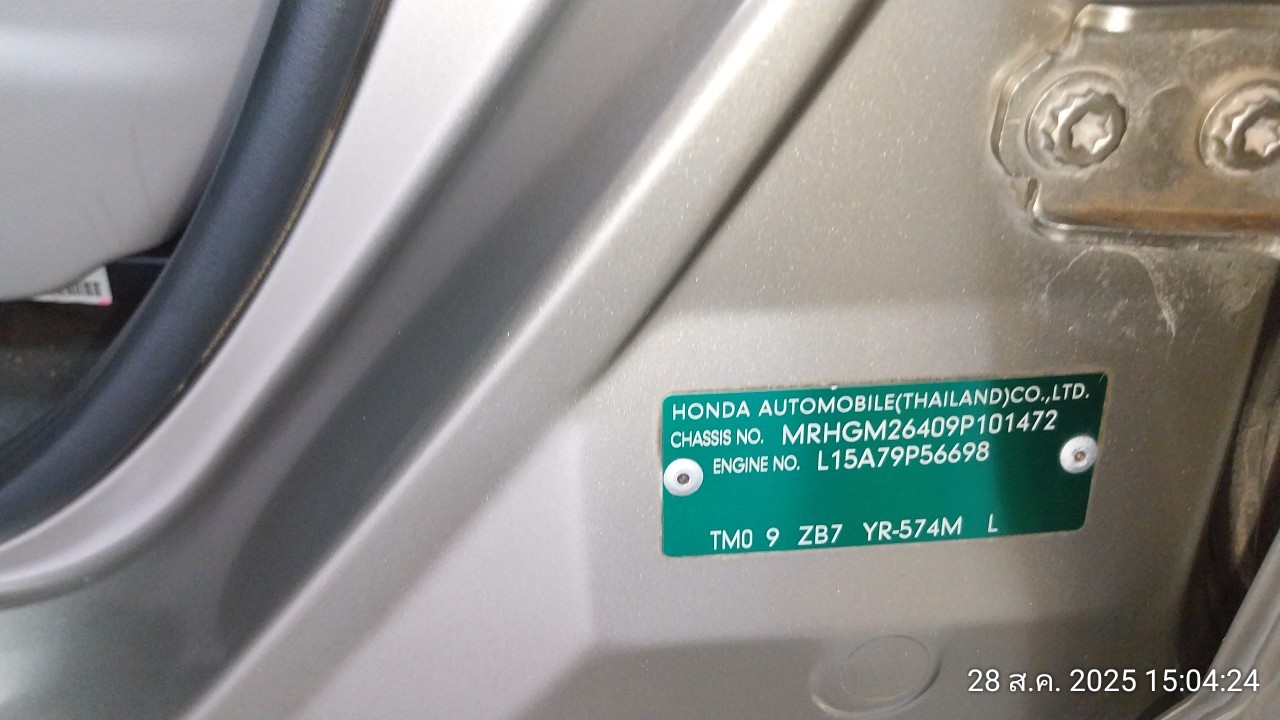 HONDA AUTOMOBILE(THAILAND)CO.,LTD.
CHASSIS NO. MRHGM26409P101472
ENGINE NO. L15A79P56698
TM0 9 ZB7 YR-574M L
28 ส.ค. 2025 15:04:24